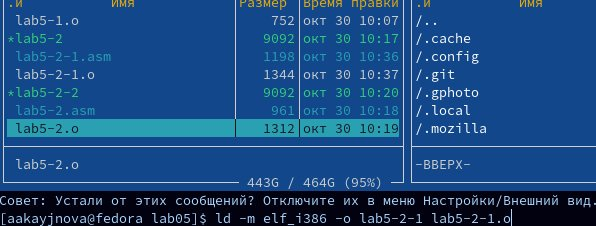 .и Имя Размер Время правки .и Имя
lab5-1.o 752 окт 30 10:07 /..
*lab5-2 9092 окт 30 10:17 /.cache
lab5-2-1.asm 1198 окт 30 10:36 /.config
lab5-2-1.o 1344 окт 30 10:37 /.git
*lab5-2-2 9092 окт 30 10:20 /.gphoto
lab5-2.asm 961 окт 30 10:18 /.local
lab5-2.o 1312 окт 30 10:19 /.mozilla
lab5-2.o -ВВЕРХ-
443G / 464G (95%)
Совет: Устали от этих сообщений? Отключите их в меню Настройки/Внешний вид.
[aakayjnova@fedora lab05]$ ld -m elf_i386 -o lab5-2-1 lab5-2-1.o